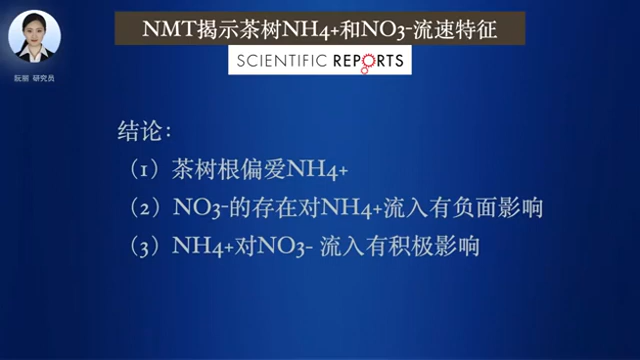 NMT揭示茶树NH4+和NO3-流速特征
SCIENTIFIC REPORTS
阮丽 研究员
结论：
（1）茶树根偏爱NH4+
（2）NO3-的存在对NH4+流入有负面影响
（3）NH4+对NO3- 流入有积极影响